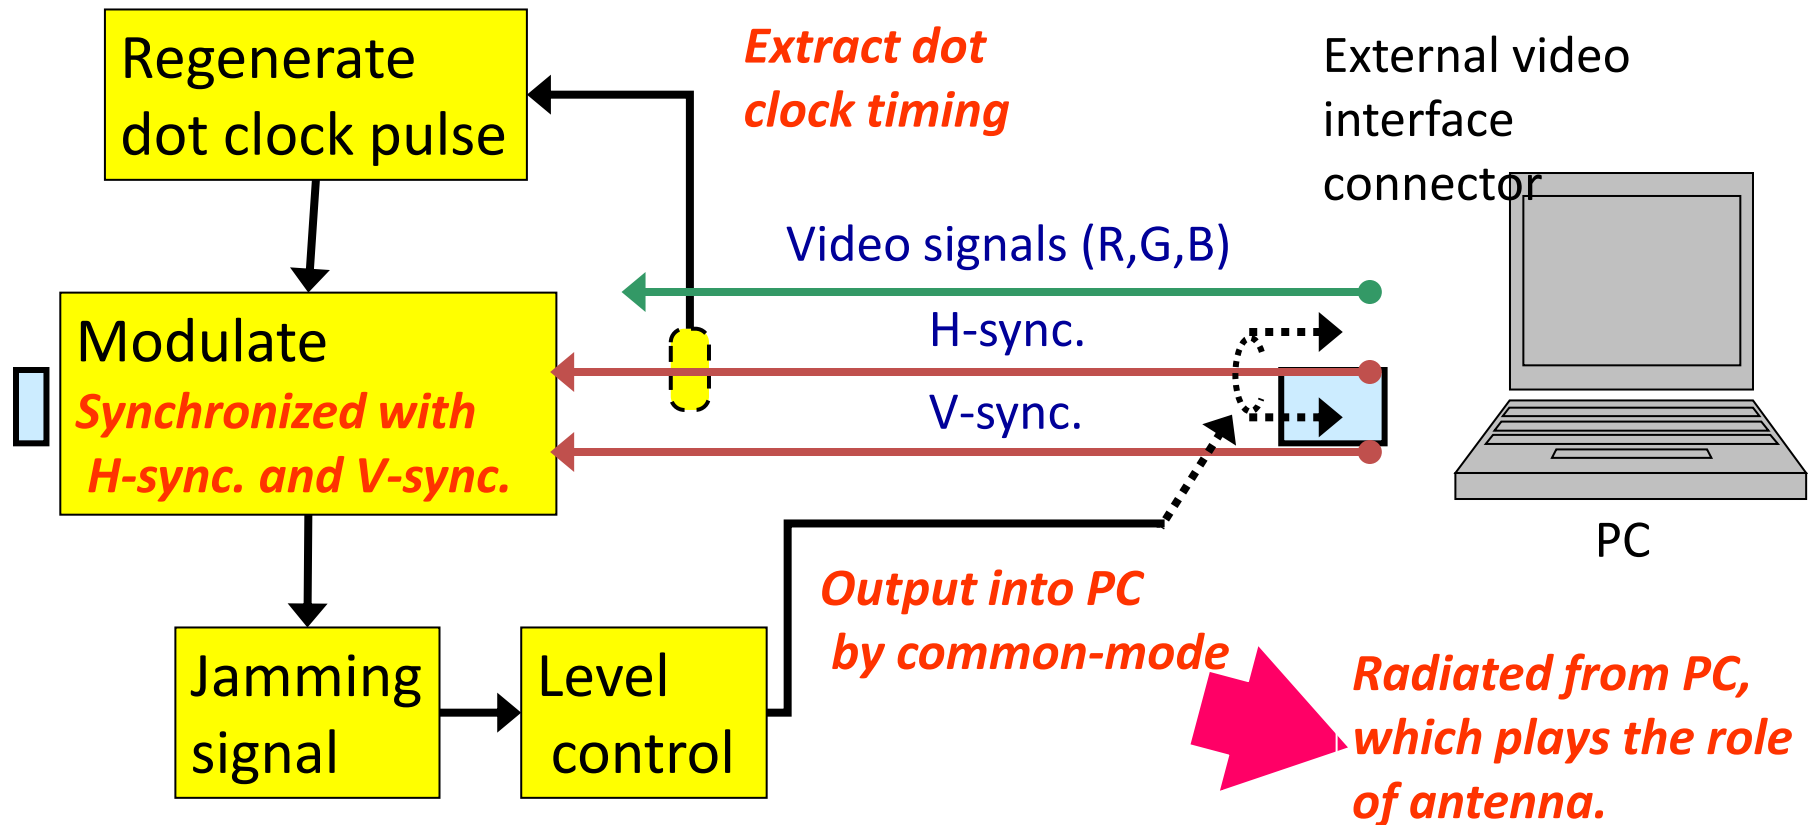 Regenerate
dot clock pulse
Extract dot
clock timing
External video
interface
connector
Video signals (R,G,B)
H-sync.
V-sync.
Modulate
Synchronized with
H-sync. and V-sync.
PC
Output into PC
by common-mode
Jamming
signal
Level
control
Radiated from PC,
which plays the role
of antenna.